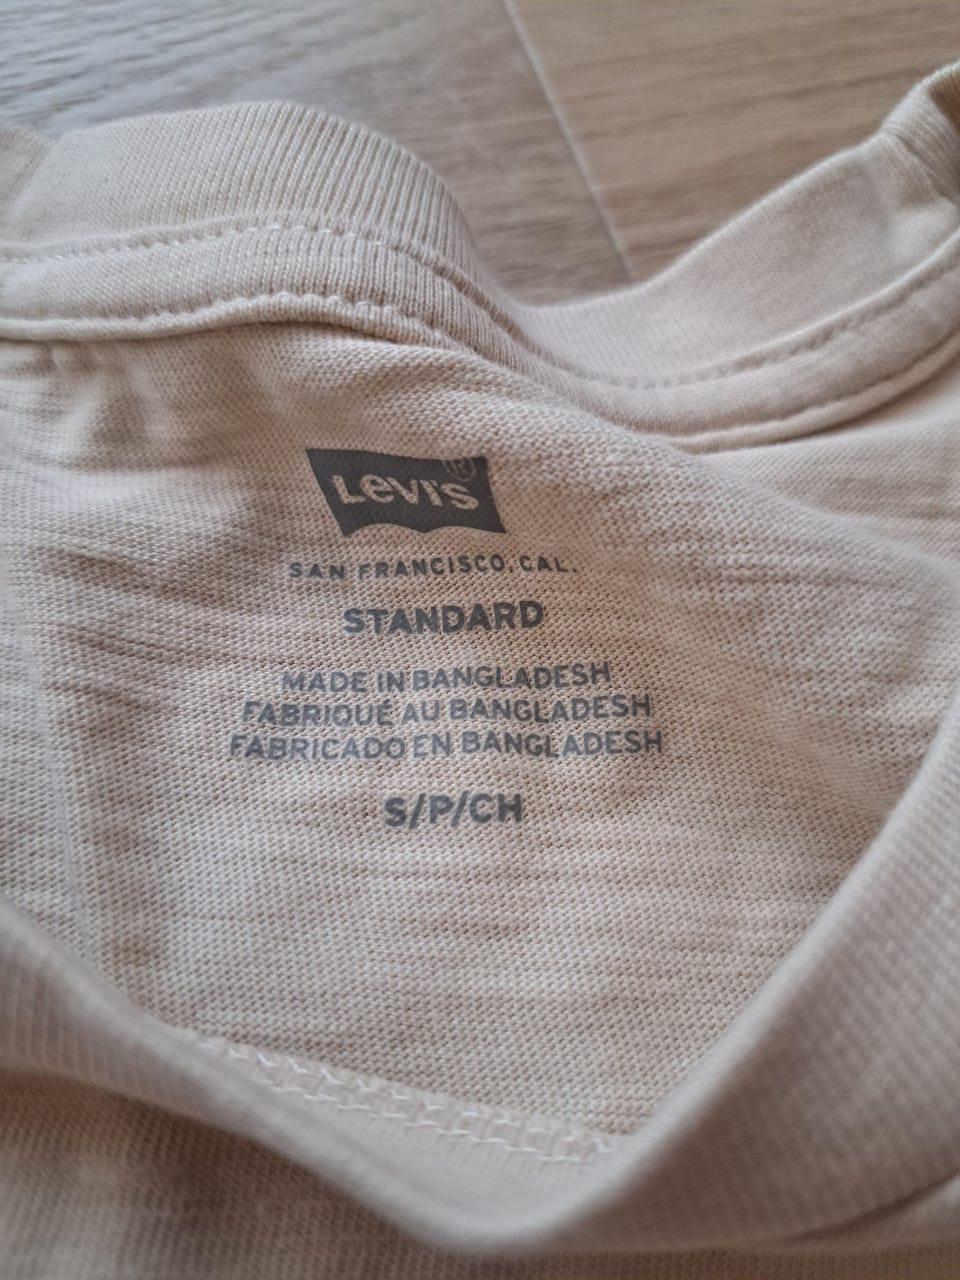 Levi's®
SAN FRANCISCO, CAL.
STANDARD
MADE IN BANGLADESH
FABRIQUÉ AU BANGLADESH
FABRICADO EN BANGLADESH
S/P/CH